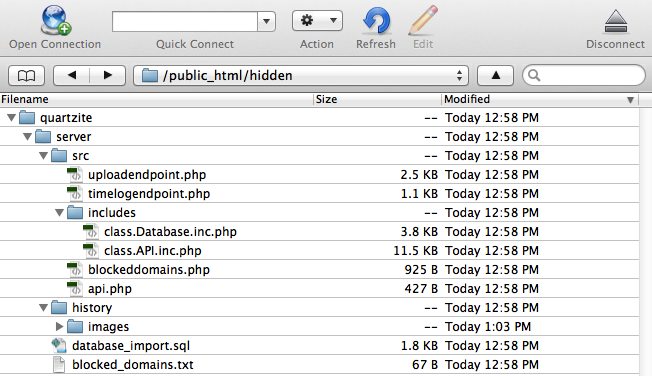 Open Connection Quick Connect Action Refresh Edit Disconnect
/public_html/hidden
Filename Size Modified
quartzite -- Today 12:58 PM
server -- Today 12:58 PM
src -- Today 12:58 PM
uploadendpoint.php 2.5 KB Today 12:58 PM
timelogendpoint.php 1.1 KB Today 12:58 PM
includes -- Today 12:58 PM
class.Database.inc.php 3.8 KB Today 12:58 PM
class.API.inc.php 11.5 KB Today 12:58 PM
blockeddomains.php 925 B Today 12:58 PM
api.php 427 B Today 12:58 PM
history -- Today 12:58 PM
images -- Today 1:03 PM
database_import.sql 1.8 KB Today 12:58 PM
blocked_domains.txt 67 B Today 12:58 PM